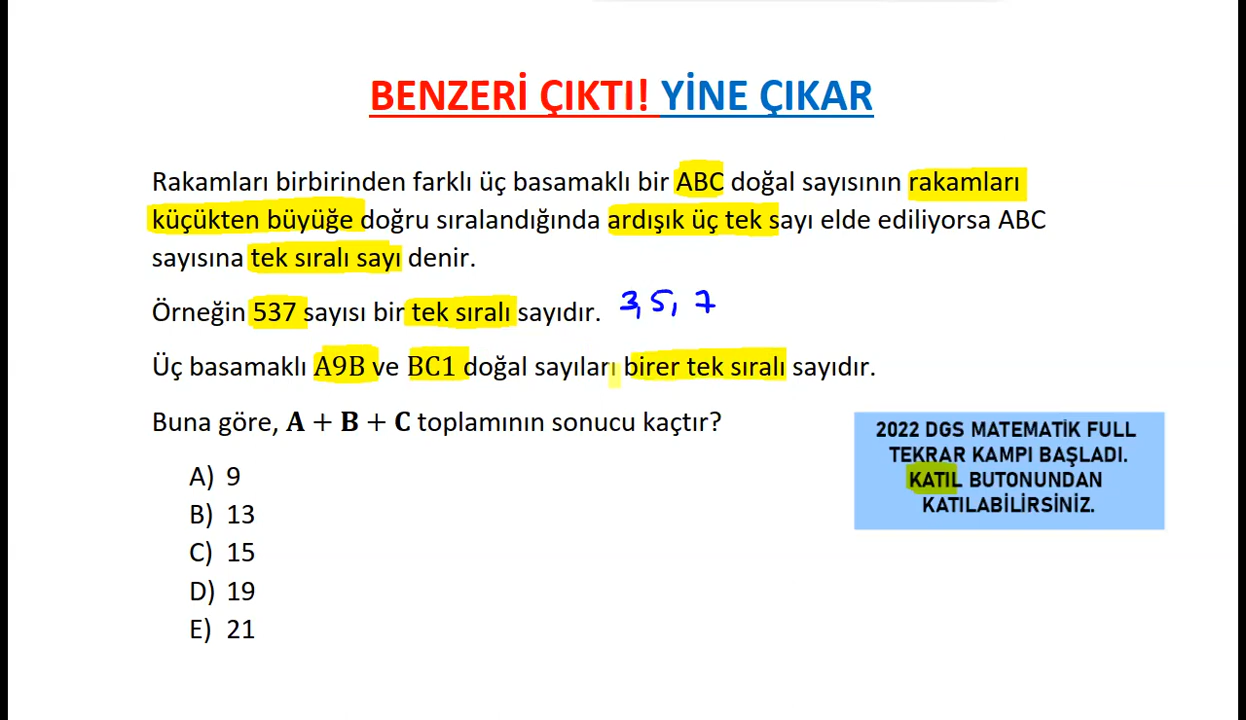 BENZERİ ÇIKTI! YİNE ÇIKAR
Rakamları birbirinden farklı üç basamaklı bir ABC doğal sayısının rakamları
küçükten büyüğe doğru sıralandığında ardışık üç tek sayı elde ediliyorsa ABC
sayısına tek sıralı sayı denir.
Örneğin 537 sayısı bir tek sıralı sayıdır. 3, 5, 7
Üç basamaklı A9B ve BC1 doğal sayıları birer tek sıralı sayıdır.
Buna göre, A + B + C toplamının sonucu kaçtır?
A) 9
B) 13
C) 15
D) 19
E) 21
2022 DGS MATEMATİK FULL
TEKRAR KAMPI BAŞLADI.
KATIL BUTONUNDAN
KATILABİLİRSİNİZ.